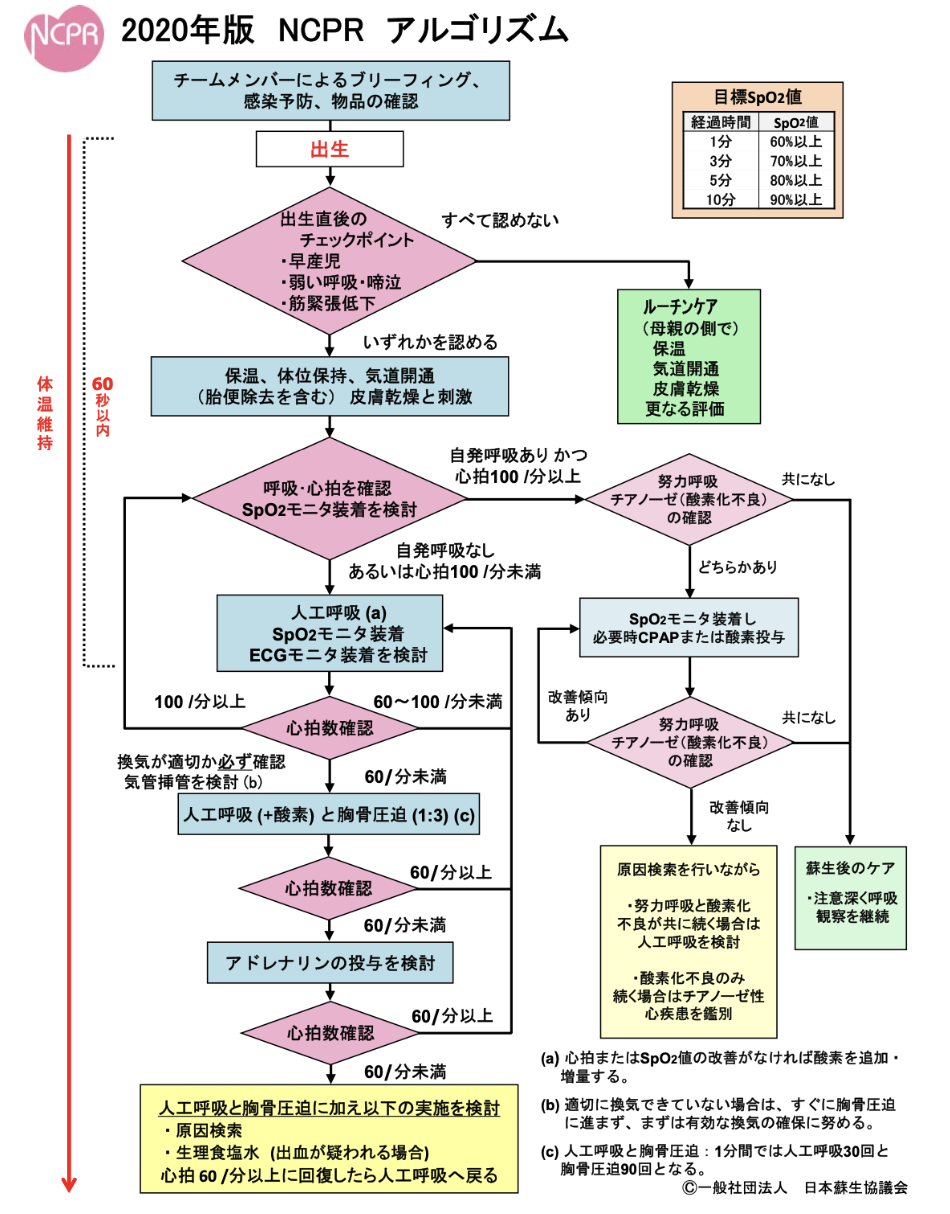 NCPR
2020年版 NCPR アルゴリズム
チームメンバーによるブリーフィング、
感染予防、物品の確認
目標SpO2値
経過時間 SpO2値
1分 60%以上
3分 70%以上
5分 80%以上
10分 90%以上
出生
出生直後の
チェックポイント
・早産児
・弱い呼吸・啼泣
・筋緊張低下
すべて認めない
ルーチンケア
（母親の側で）
保温
気道開通
皮膚乾燥
更なる評価
いずれかを認める
保温、体位保持、気道開通
（胎便除去を含む） 皮膚乾燥と刺激
体温維持
60秒以内
呼吸・心拍を確認
SpO2モニタ装着を検討
自発呼吸あり かつ
心拍100 /分以上
努力呼吸
チアノーゼ（酸素化不良）
の確認
共になし
自発呼吸なし
あるいは心拍100 /分未満
どちらかあり
人工呼吸 (a)
SpO2モニタ装着
ECGモニタ装着を検討
SpO2モニタ装着し
必要時CPAPまたは酸素投与
100 /分以上
60～100 /分未満
心拍数確認
改善傾向
あり
努力呼吸
チアノーゼ（酸素化不良）
の確認
共になし
換気が適切か必ず確認
気管挿管を検討 (b)
60/分未満
人工呼吸 (+酸素) と胸骨圧迫 (1:3) (c)
改善傾向
なし
心拍数確認
60/分以上
60/分未満
原因検索を行いながら
・努力呼吸と酸素化
不良が共に続く場合は
人工呼吸を検討
・酸素化不良のみ
続く場合はチアノーゼ性
心疾患を鑑別
蘇生後のケア
・注意深く呼吸
観察を継続
アドレナリンの投与を検討
心拍数確認
60/分以上
60/分未満
人工呼吸と胸骨圧迫に加え以下の実施を検討
・原因検索
・生理食塩水 （出血が疑われる場合）
心拍 60 /分以上に回復したら人工呼吸へ戻る
(a) 心拍またはSpO2値の改善がなければ酸素を追加・
増量する。
(b) 適切に換気できていない場合は、すぐに胸骨圧迫
に進まず、まずは有効な換気の確保に努める。
(c) 人工呼吸と胸骨圧迫：1分間では人工呼吸30回と
胸骨圧迫90回となる。
Ⓒ一般社団法人 日本蘇生協議会